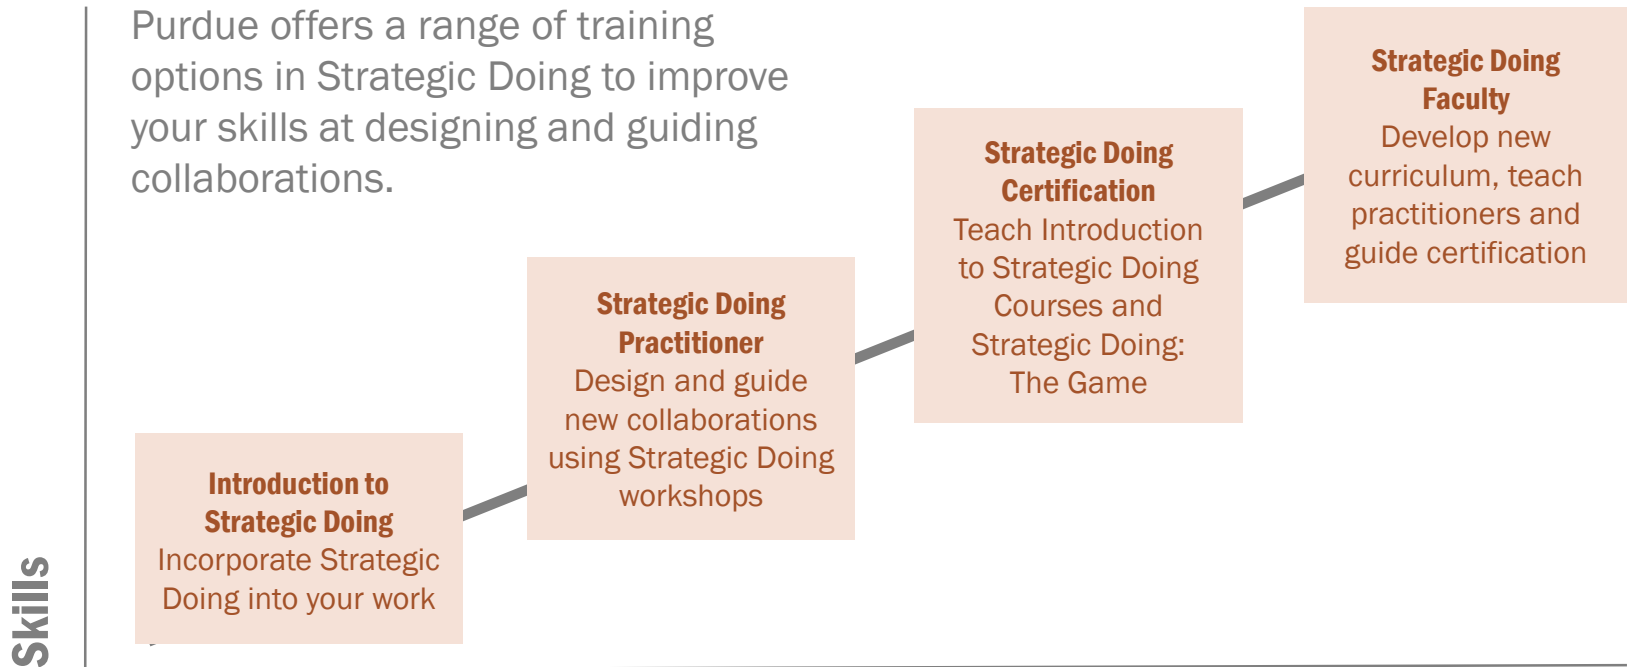 Purdue offers a range of training
options in Strategic Doing to improve
your skills at designing and guiding
collaborations.
Strategic Doing
Faculty
Develop new
curriculum, teach
practitioners and
guide certification
Strategic Doing
Certification
Teach Introduction
to Strategic Doing
Courses and
Strategic Doing:
The Game
Strategic Doing
Practitioner
Design and guide
new collaborations
using Strategic Doing
workshops
Introduction to
Strategic Doing
Incorporate Strategic
Doing into your work
Skills